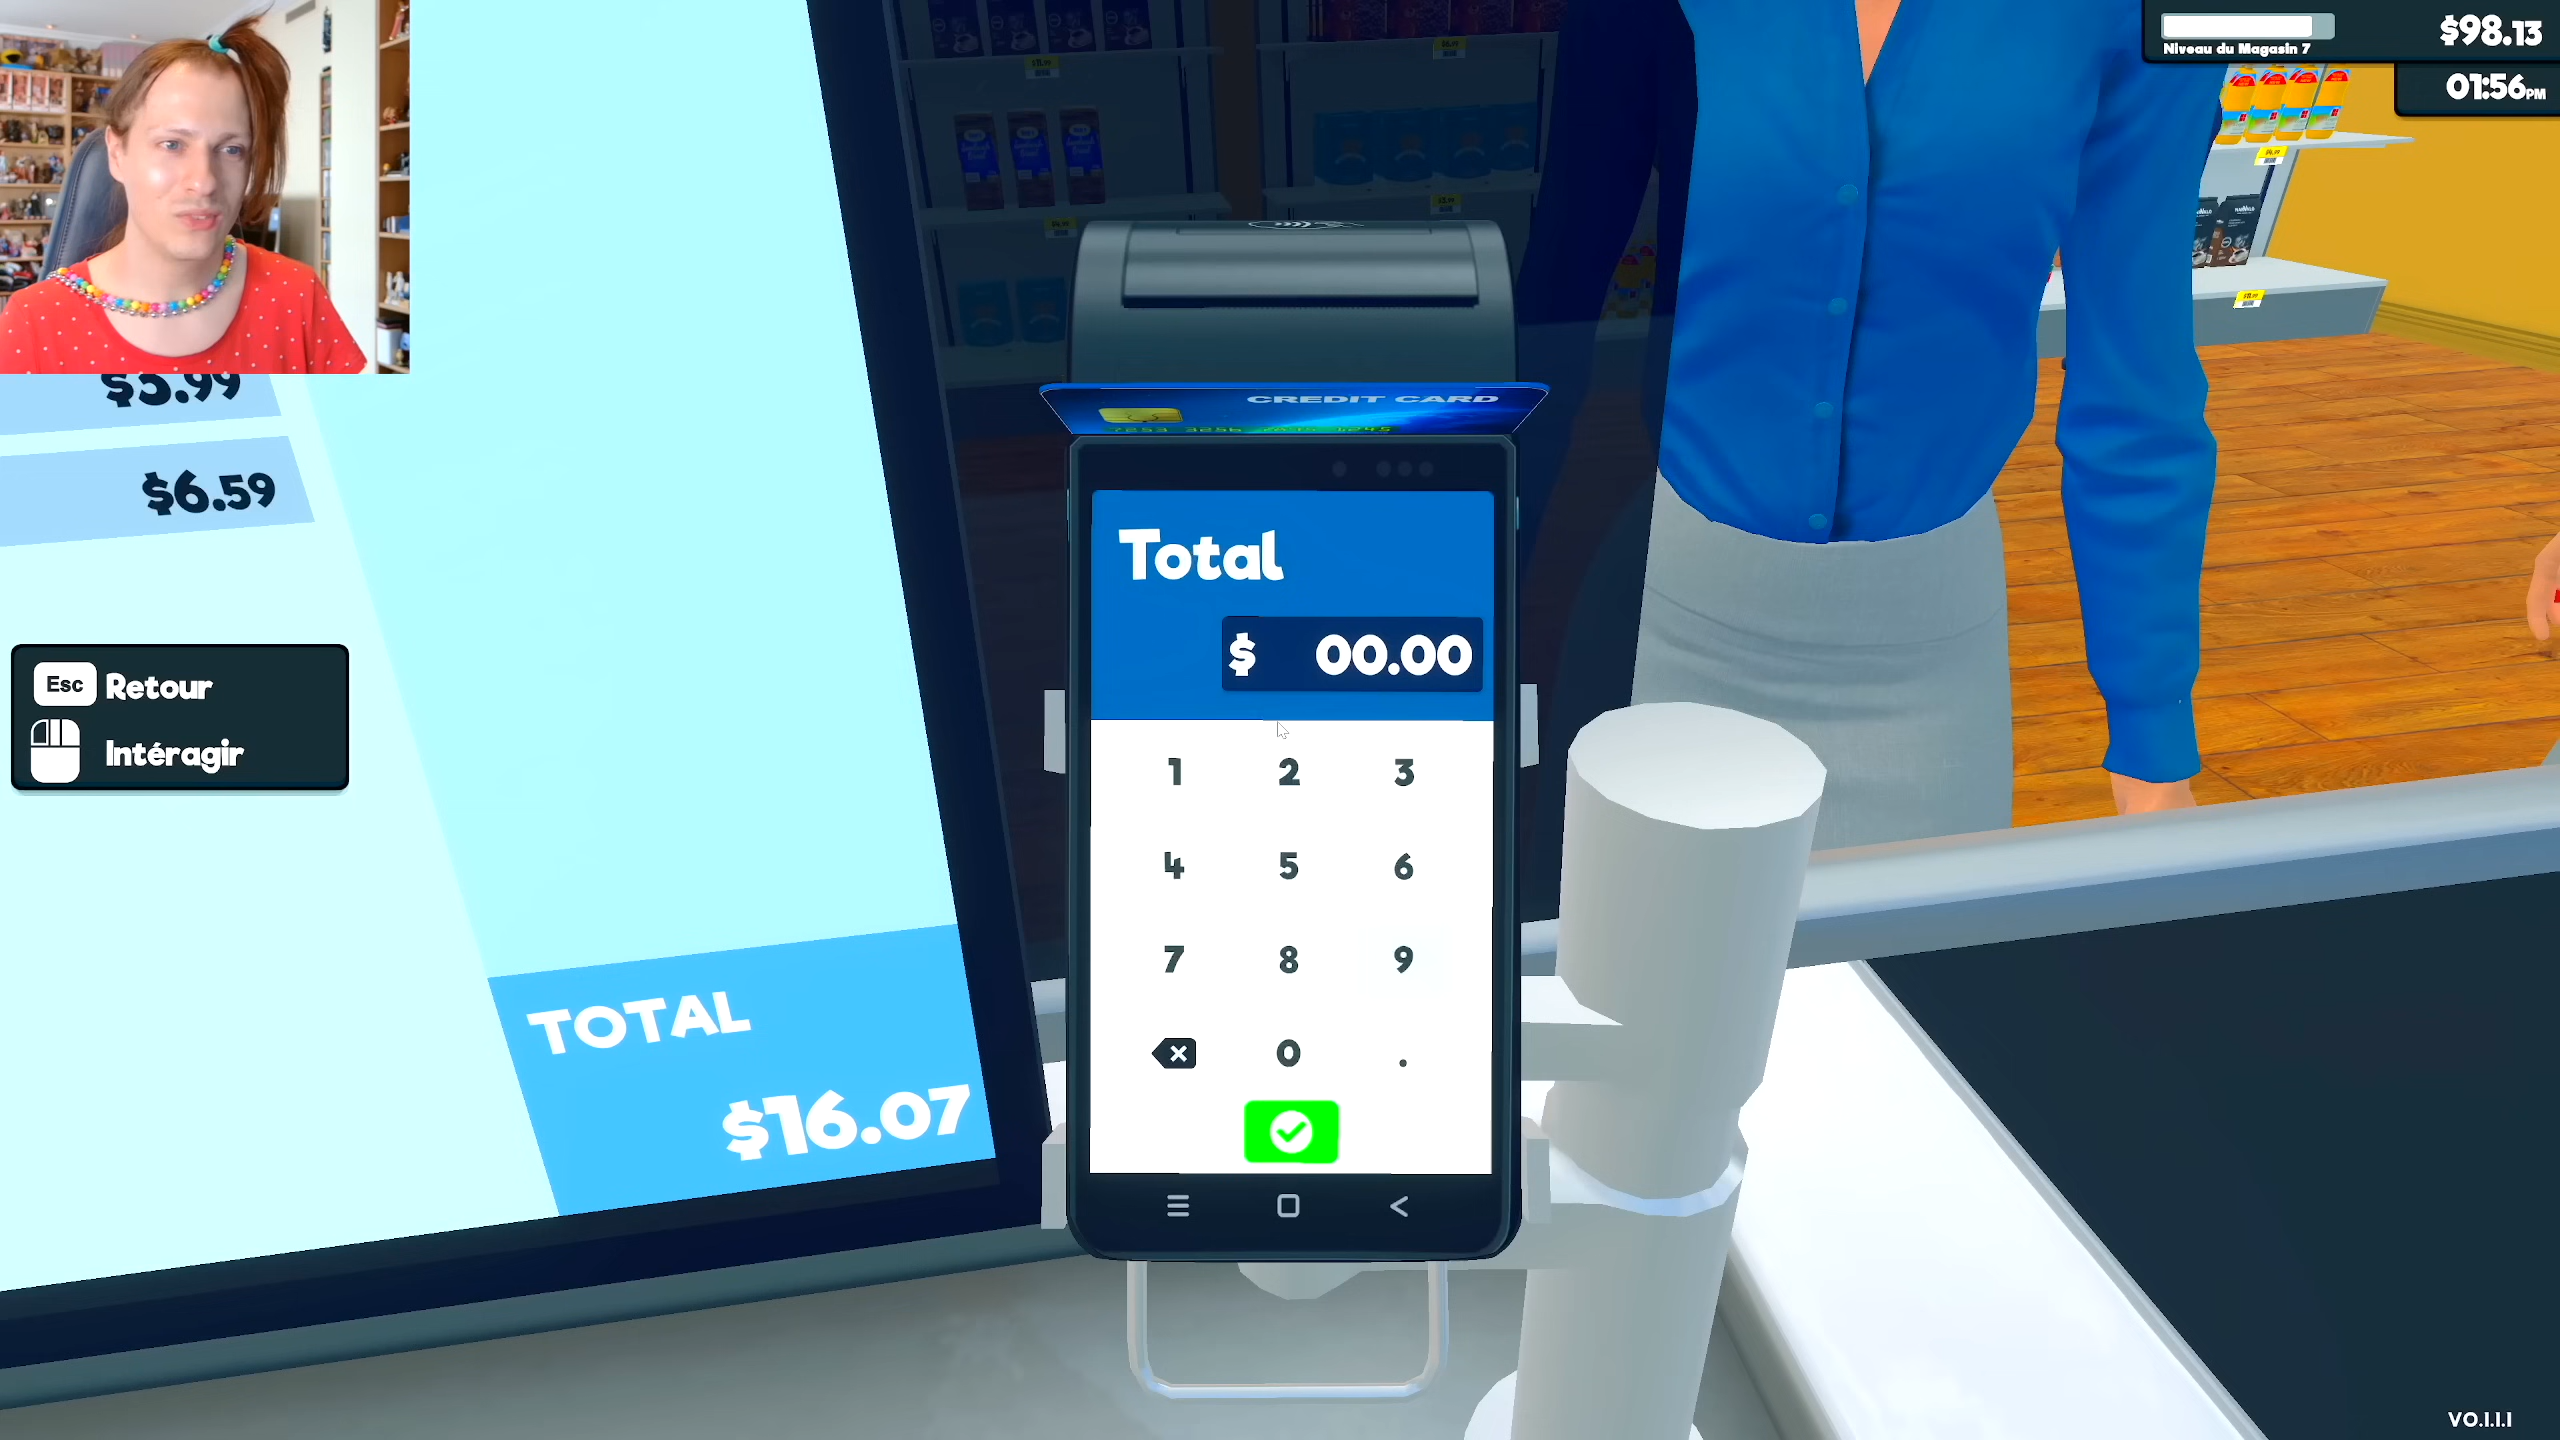 $98.13
Niveau du Magasin 7
01:56PM
$5.99
$6.59
CREDIT CARD
Total
$ 00.00
Esc Retour
Intéragir
1 2 3
4 5 6
7 8 9
0 .
TOTAL
$16.07
V0.1.1.1